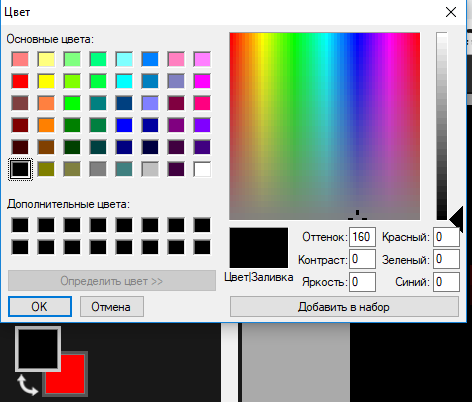 Цвет
Основные цвета:
Дополнительные цвета:
Определить цвет >>
OK
Отмена
Цвет|Заливка
Оттенок: 160
Контраст: 0
Яркость: 0
Красный: 0
Зеленый: 0
Синий: 0
Добавить в набор